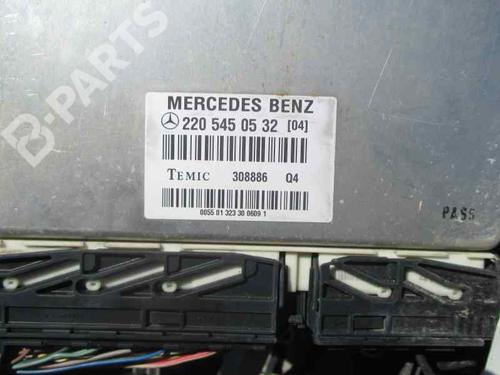 B-PARTS
MERCEDES BENZ
220 545 05 32 [04]
TEMIC 308886 Q4
0055 01 323 30 0609 1
PASS